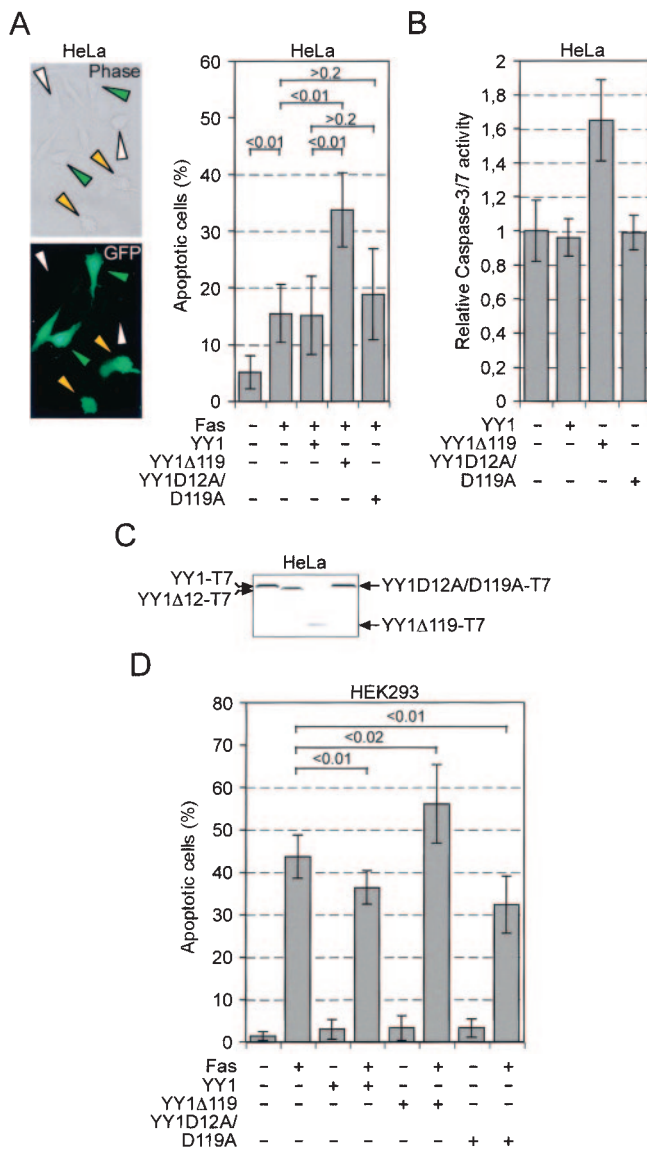 A
HeLa
Phase
GFP
HeLa
Apoptotic cells (%)
60
50
40
30
20
10
0
>0.2
<0.01
>0.2
<0.01
<0.01
Fas – + + + +
YY1 – – + – –
YY1Δ119 – – – + –
YY1D12A/
D119A – – – – +
B
HeLa
Relative Caspase-3/7 activity
2
1,8
1,6
1,4
1,2
1
0,8
0,6
0,4
0,2
0
YY1 – + – –
YY1Δ119 – – + –
YY1D12A/
D119A – – – +
C
HeLa
YY1-T7
YY1Δ12-T7
YY1D12A/D119A-T7
YY1Δ119-T7
D
HEK293
Apoptotic cells (%)
80
70
60
50
40
30
20
10
0
<0.01
<0.02
<0.01
Fas – + – + – + – +
YY1 – – + + – – – –
YY1Δ119 – – – – + + – –
YY1D12A/
D119A – – – – – – + +